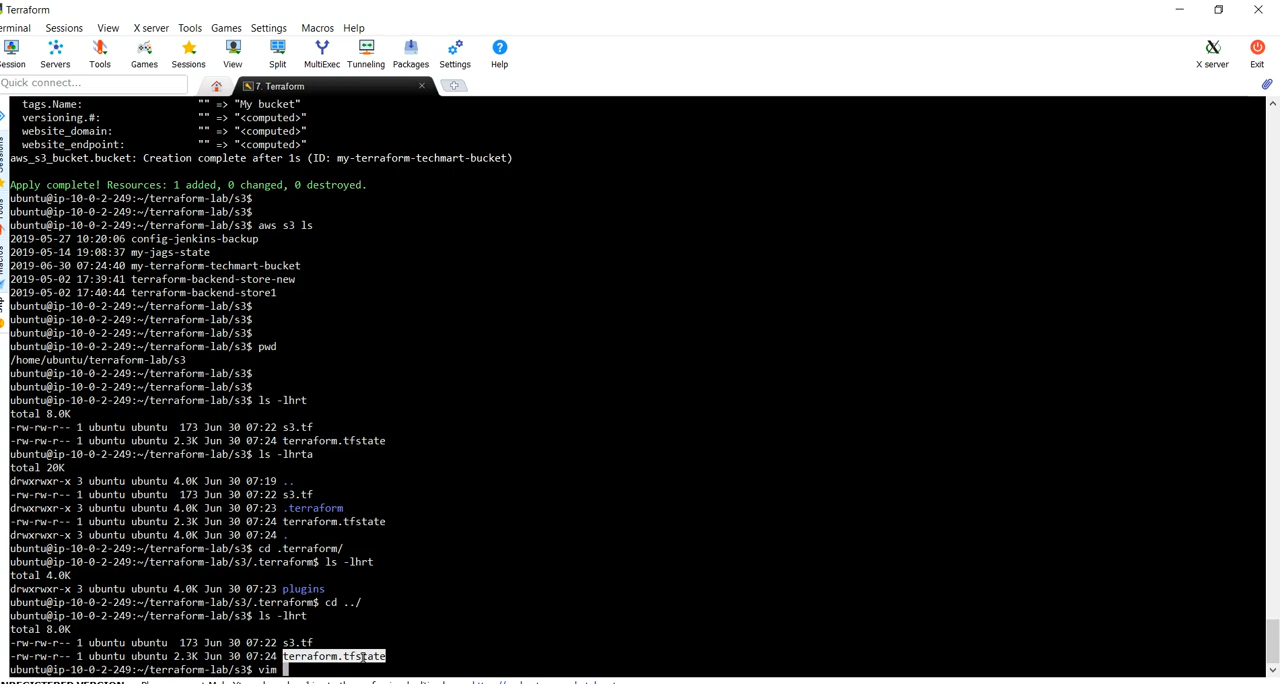 Terraform
erminal Sessions View X server Tools Games Settings Macros Help
ession Servers Tools Games Sessions View Split MultiExec Tunneling Packages Settings Help X server Exit
Quick connect... 7. Terraform
tags.Name: "" => "My bucket"
versioning.#: "" => "<computed>"
website_domain: "" => "<computed>"
website_endpoint: "" => "<computed>"
aws_s3_bucket.bucket: Creation complete after 1s (ID: my-terraform-techmart-bucket)
Apply complete! Resources: 1 added, 0 changed, 0 destroyed.
ubuntu@ip-10-0-2-249:~/terraform-lab/s3$
ubuntu@ip-10-0-2-249:~/terraform-lab/s3$
ubuntu@ip-10-0-2-249:~/terraform-lab/s3$ aws s3 ls
2019-05-27 10:20:06 config-jenkins-backup
2019-05-14 19:08:37 my-jags-state
2019-06-30 07:24:40 my-terraform-techmart-bucket
2019-05-02 17:39:41 terraform-backend-store-new
2019-05-02 17:40:44 terraform-backend-store1
ubuntu@ip-10-0-2-249:~/terraform-lab/s3$
ubuntu@ip-10-0-2-249:~/terraform-lab/s3$
ubuntu@ip-10-0-2-249:~/terraform-lab/s3$
ubuntu@ip-10-0-2-249:~/terraform-lab/s3$ pwd
/home/ubuntu/terraform-lab/s3
ubuntu@ip-10-0-2-249:~/terraform-lab/s3$
ubuntu@ip-10-0-2-249:~/terraform-lab/s3$
ubuntu@ip-10-0-2-249:~/terraform-lab/s3$ ls -lhrt
total 8.0K
-rw-rw-r-- 1 ubuntu ubuntu 173 Jun 30 07:22 s3.tf
-rw-rw-r-- 1 ubuntu ubuntu 2.3K Jun 30 07:24 terraform.tfstate
ubuntu@ip-10-0-2-249:~/terraform-lab/s3$ ls -lhrta
total 20K
drwxrwxr-x 3 ubuntu ubuntu 4.0K Jun 30 07:19 ..
-rw-rw-r-- 1 ubuntu ubuntu 173 Jun 30 07:22 s3.tf
drwxrwxr-x 3 ubuntu ubuntu 4.0K Jun 30 07:23 .terraform
-rw-rw-r-- 1 ubuntu ubuntu 2.3K Jun 30 07:24 terraform.tfstate
drwxrwxr-x 3 ubuntu ubuntu 4.0K Jun 30 07:24 .
ubuntu@ip-10-0-2-249:~/terraform-lab/s3$ cd .terraform/
ubuntu@ip-10-0-2-249:~/terraform-lab/s3/.terraform$ ls -lhrt
total 4.0K
drwxrwxr-x 3 ubuntu ubuntu 4.0K Jun 30 07:23 plugins
ubuntu@ip-10-0-2-249:~/terraform-lab/s3/.terraform$ cd ../
ubuntu@ip-10-0-2-249:~/terraform-lab/s3$ ls -lhrt
total 8.0K
-rw-rw-r-- 1 ubuntu ubuntu 173 Jun 30 07:22 s3.tf
-rw-rw-r-- 1 ubuntu ubuntu 2.3K Jun 30 07:24 terraform.tfstate
ubuntu@ip-10-0-2-249:~/terraform-lab/s3$ vim